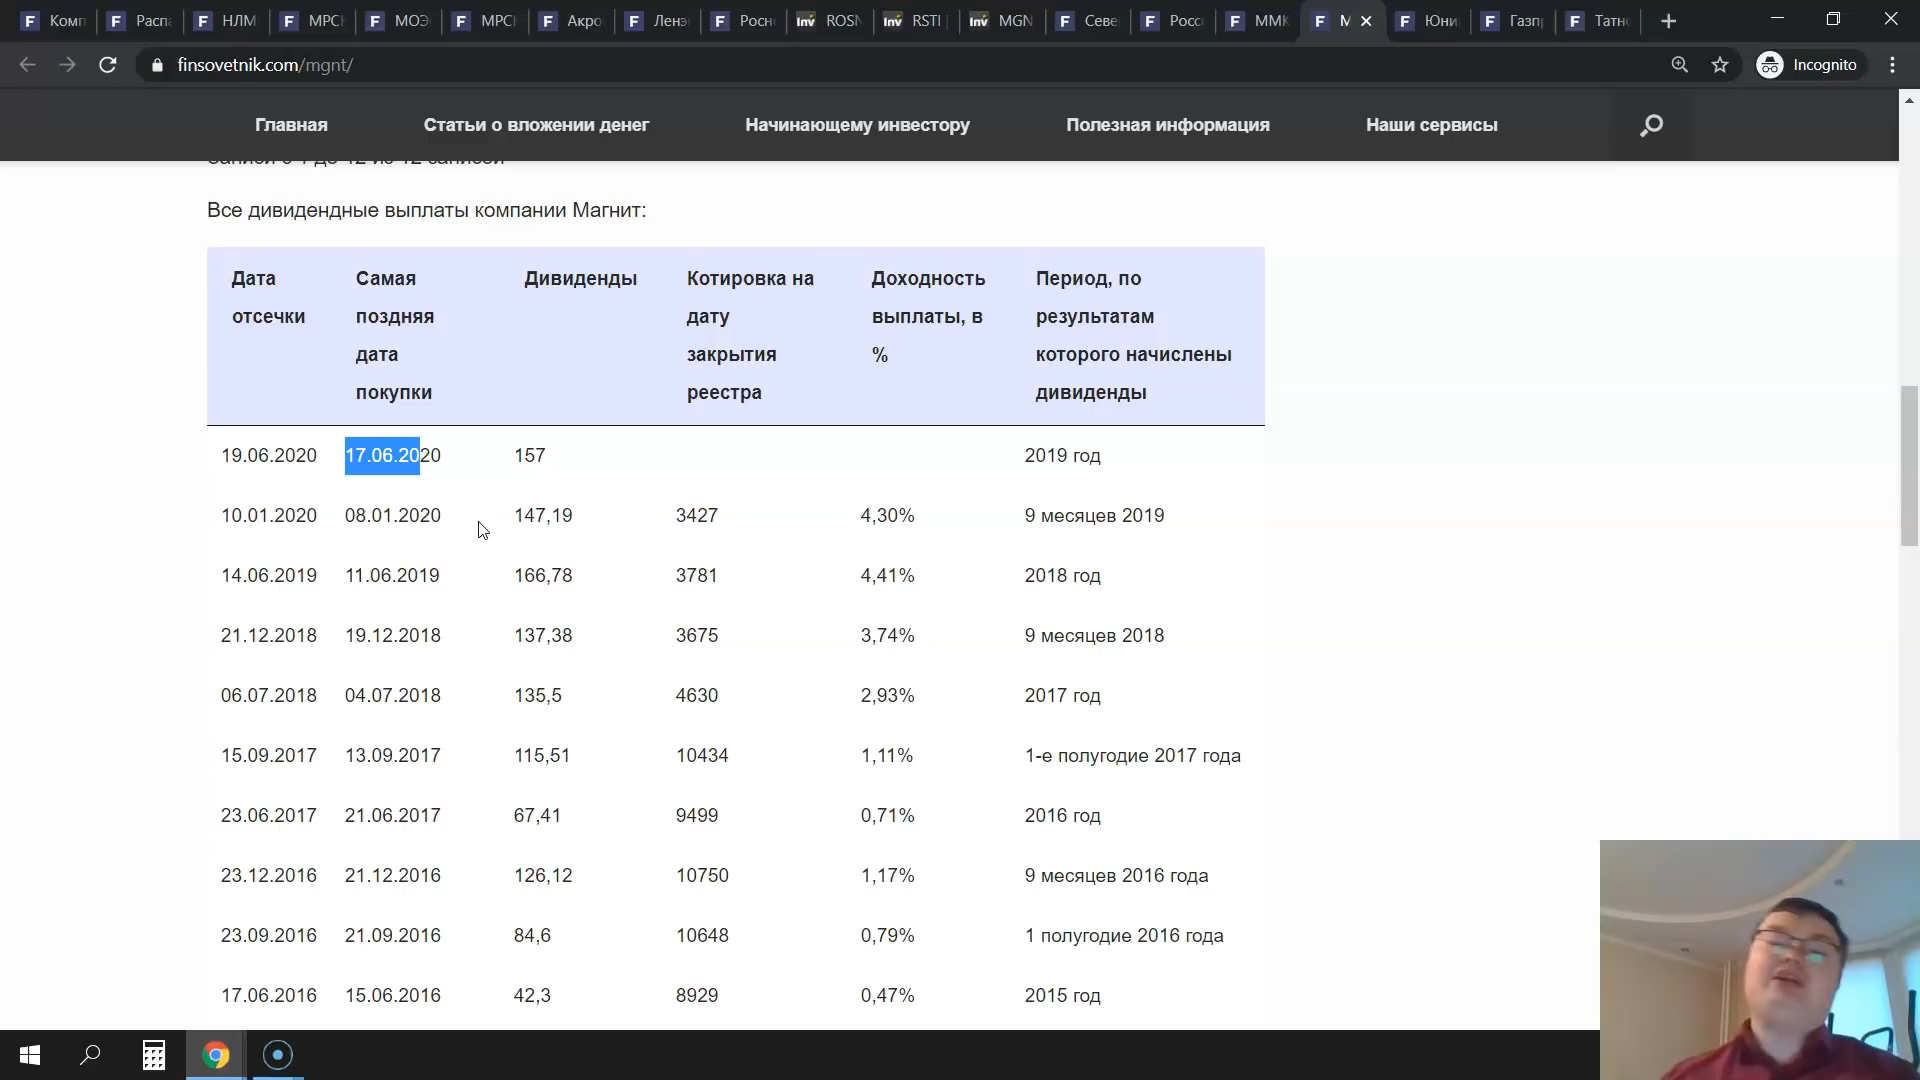 Комп
Распа
НЛМ
МРСК
МОЭ
МРСК
Акро
Ленэ
Росн
ROSN
RSTI
MGN
Севе
Росс
ММК
М
Юни
Газп
Татн
finsovetnik.com/mgnt/
Incognito
Главная
Статьи о вложении денег
Начинающему инвестору
Полезная информация
Наши сервисы
Записи с 1 до 12 из 12 записей
Все дивидендные выплаты компании Магнит:
Дата отсечки
Самая поздняя дата покупки
Дивиденды
Котировка на дату закрытия реестра
Доходность выплаты, в %
Период, по результатам которого начислены дивиденды
19.06.2020 17.06.2020 157 2019 год
10.01.2020 08.01.2020 147,19 3427 4,30% 9 месяцев 2019
14.06.2019 11.06.2019 166,78 3781 4,41% 2018 год
21.12.2018 19.12.2018 137,38 3675 3,74% 9 месяцев 2018
06.07.2018 04.07.2018 135,5 4630 2,93% 2017 год
15.09.2017 13.09.2017 115,51 10434 1,11% 1-е полугодие 2017 года
23.06.2017 21.06.2017 67,41 9499 0,71% 2016 год
23.12.2016 21.12.2016 126,12 10750 1,17% 9 месяцев 2016 года
23.09.2016 21.09.2016 84,6 10648 0,79% 1 полугодие 2016 года
17.06.2016 15.06.2016 42,3 8929 0,47% 2015 год